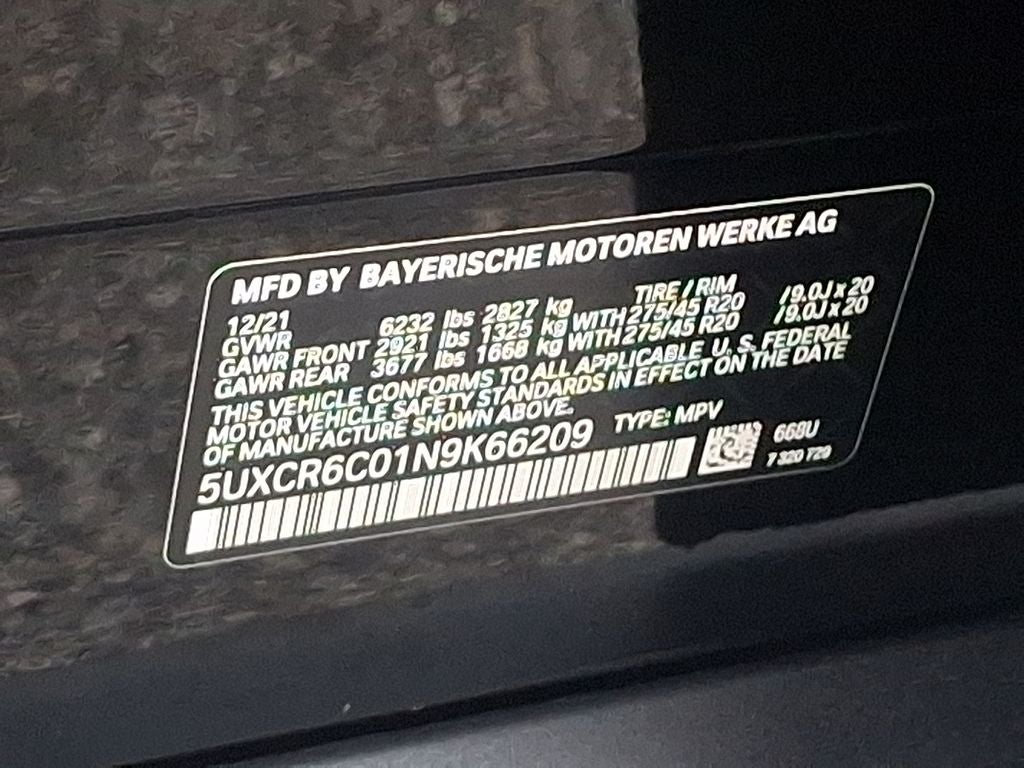 MFD BY BAYERISCHE MOTOREN WERKE AG
12/21 TIRE / RIM
GVWR 6232 lbs 2827 kg
GAWR FRONT 2921 lbs 1325 kg WITH 275/45 R20 /9.0J x 20
GAWR REAR 3677 lbs 1668 kg WITH 275/45 R20 /9.0J x 20
THIS VEHICLE CONFORMS TO ALL APPLICABLE U. S. FEDERAL
MOTOR VEHICLE SAFETY STANDARDS IN EFFECT ON THE DATE
OF MANUFACTURE SHOWN ABOVE.
5UXCR6C01N9K66209 TYPE: MPV
668U
7 320 729